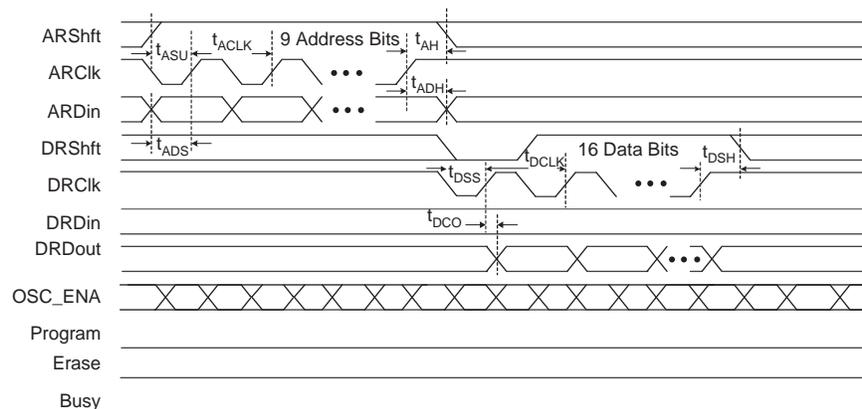 ARShft
tASU
tACLK
9 Address Bits
tAH
ARClk
tADH
ARDin
DRShft
tADS
16 Data Bits
tDCLK
tDSH
tDSS
DRClk
DRDin
tDCO
DRDout
OSC_ENA
Program
Erase
Busy